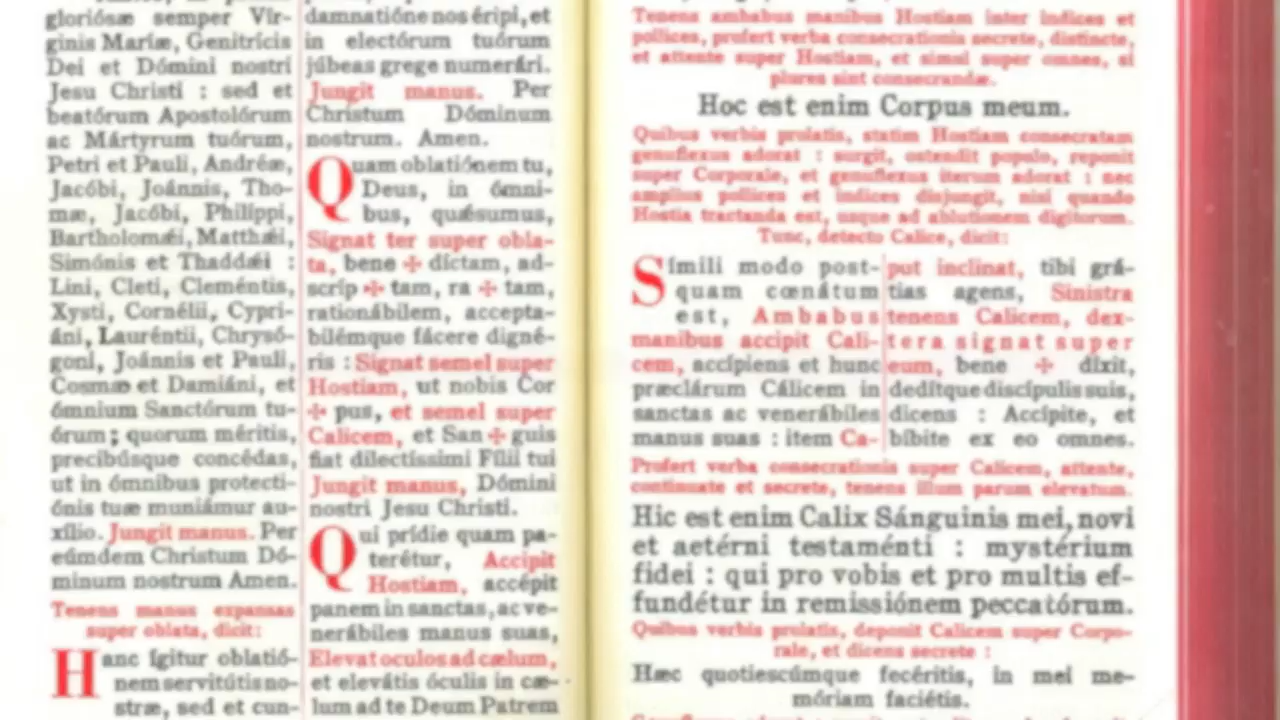 gloriósæ semper Vír-
ginis Maríæ, Genitrícis
Dei et Dómini nostri
Jesu Christi : sed et
beatórum Apostolórum
ac Mártyrum tuórum,
Petri et Pauli, Andréæ,
Jacóbi, Joánnis, Tho-
mæ, Jacóbi, Philíppi,
Bartholomǽi, Matthǽi,
Simónis et Thaddǽi :
Lini, Cleti, Cleméntis,
Xysti, Cornélii, Cypri-
áni, Lauréntii, Chrysó-
goni, Joánnis et Pauli,
Cosmæ et Damiáni, et
ómnium Sanctórum tu-
órum; quorum méritis,
precibúsque concédas,
ut in ómnibus protecti-
ónis tuæ muniámur au-
xílio. Jungit manus. Per
eúmdem Christum Dó-
minum nostrum Amen.
Tenens manus expansas
super oblata, dicit:
Hanc ígitur oblatió-
nem servitútis no-
stræ, sed et cun-
damnatióne nos éripi, et
in electórum tuórum
júbeas grege numerári.
Jungit manus. Per
Christum Dóminum
nostrum. Amen.
Quam oblatiónem tu,
Deus, in ómni-
bus, quǽsumus,
Signat ter super obla-
ta, bene ✠ díctam, ad-
scríp ✠ tam, ra ✠ tam,
rationábilem, accepta-
bilémque fácere digné-
ris : Signat semel super
Hostiam, ut nobis Cor
✠ pus, et semel super
Calicem, et San ✠ guis
fiat dilectíssimi Fílii tui
Jungit manus, Dómini
nostri Jesu Christi.
Qui prídie quam pa-
terétur, Accipit
Hostiam, accépit
panem in sanctas, ac ve-
nerábiles manus suas,
Elevat oculos ad cælum,
et elevátis óculis in cæ-
lum ad te Deum Patrem
Tenens ambabus manibus Hostiam inter indices et
pollices, profert verba consecrationis secrete, distincte,
et attente super Hostiam, et simul super omnes, si
plures sint consecrandæ.
Hoc est enim Corpus meum.
Quibus verbis prolatis, statim Hostiam consecratam
genuflexus adorat : surgit, ostendit populo, reponit
super Corporale, et genuflexus iterum adorat : nec
amplius pollices et indices disjungit, nisi quando
Hostia tractanda est, usque ad ablutionem digitorum.
Tunc, detecto Calice, dicit:
Símili modo post-
quam cœnátum
est, Ambabus
manibus accipit Cali-
cem, accípiens et hunc
præclárum Cálicem in
sanctas ac venerábiles
manus suas : item Ca-
put inclinat, tibi grá-
tias agens, Sinistra
tenens Calicem, dex-
tera signat super
eum, bene ✠ díxit,
dedítque discípulis suis,
dicens : Accípite, et
bíbite ex eo omnes.
Profert verba consecrationis super Calicem, attente,
continuate et secrete, tenens illum parum elevatum.
Hic est enim Calix Sánguinis mei, novi
et aetérni testaménti : mystérium
fídei : qui pro vobis et pro multis ef-
fundétur in remissiónem peccatórum.
Quibus verbis prolatis, deponit Calicem super Corpo-
rale, et dicens secrete :
Hæc quotiescúmque fecéritis, in mei me-
móriam faciétis.